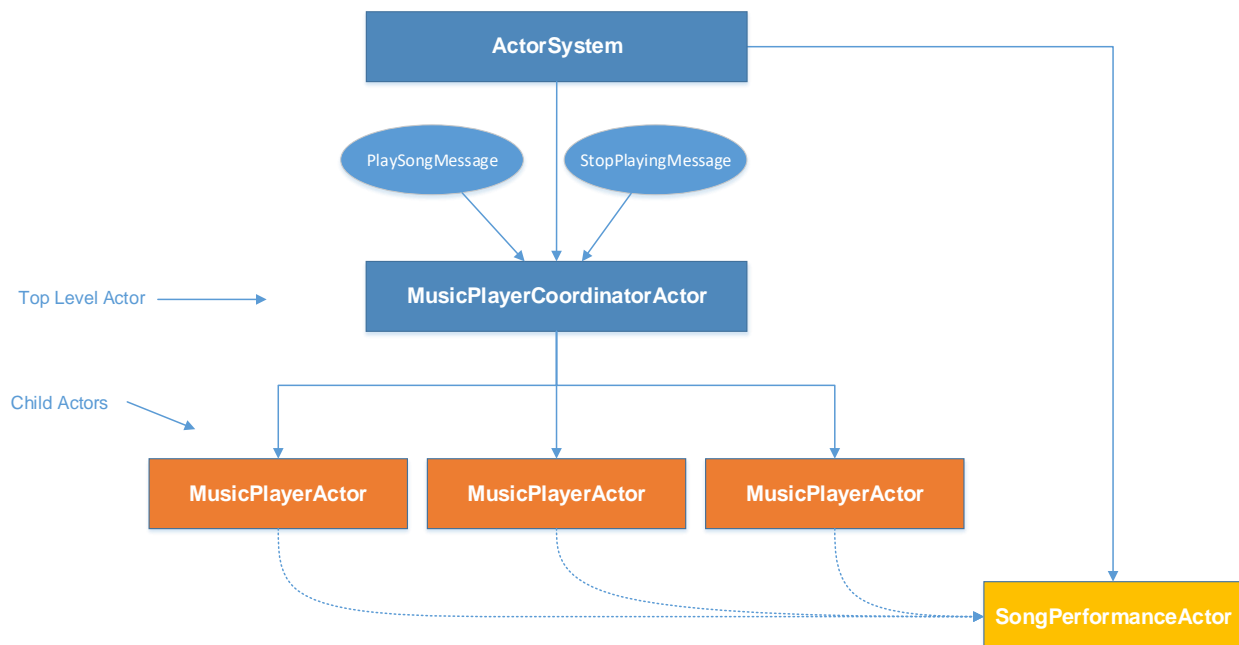 ActorSystem
PlaySongMessage
StopPlayingMessage
Top Level Actor
MusicPlayerCoordinatorActor
Child Actors
MusicPlayerActor
MusicPlayerActor
MusicPlayerActor
SongPerformanceActor